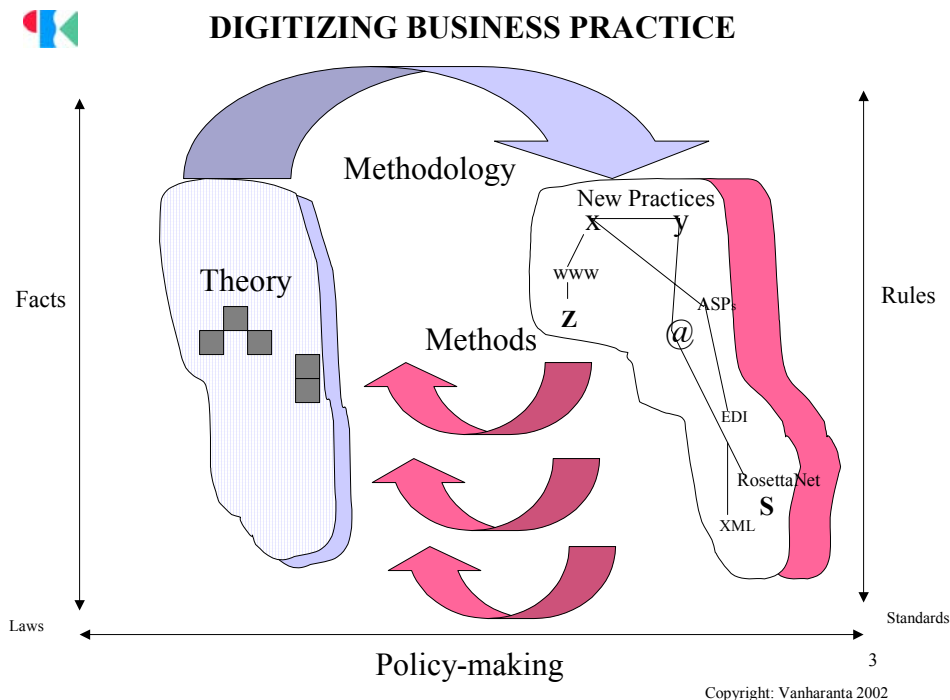 DIGITIZING BUSINESS PRACTICE
Methodology
New Practices
x y
Theory
www
Facts
ASPs
Rules
z
@
Methods
EDI
RosettaNet
s
XML
Laws
Standards
Policy-making
3
Copyright: Vanharanta 2002